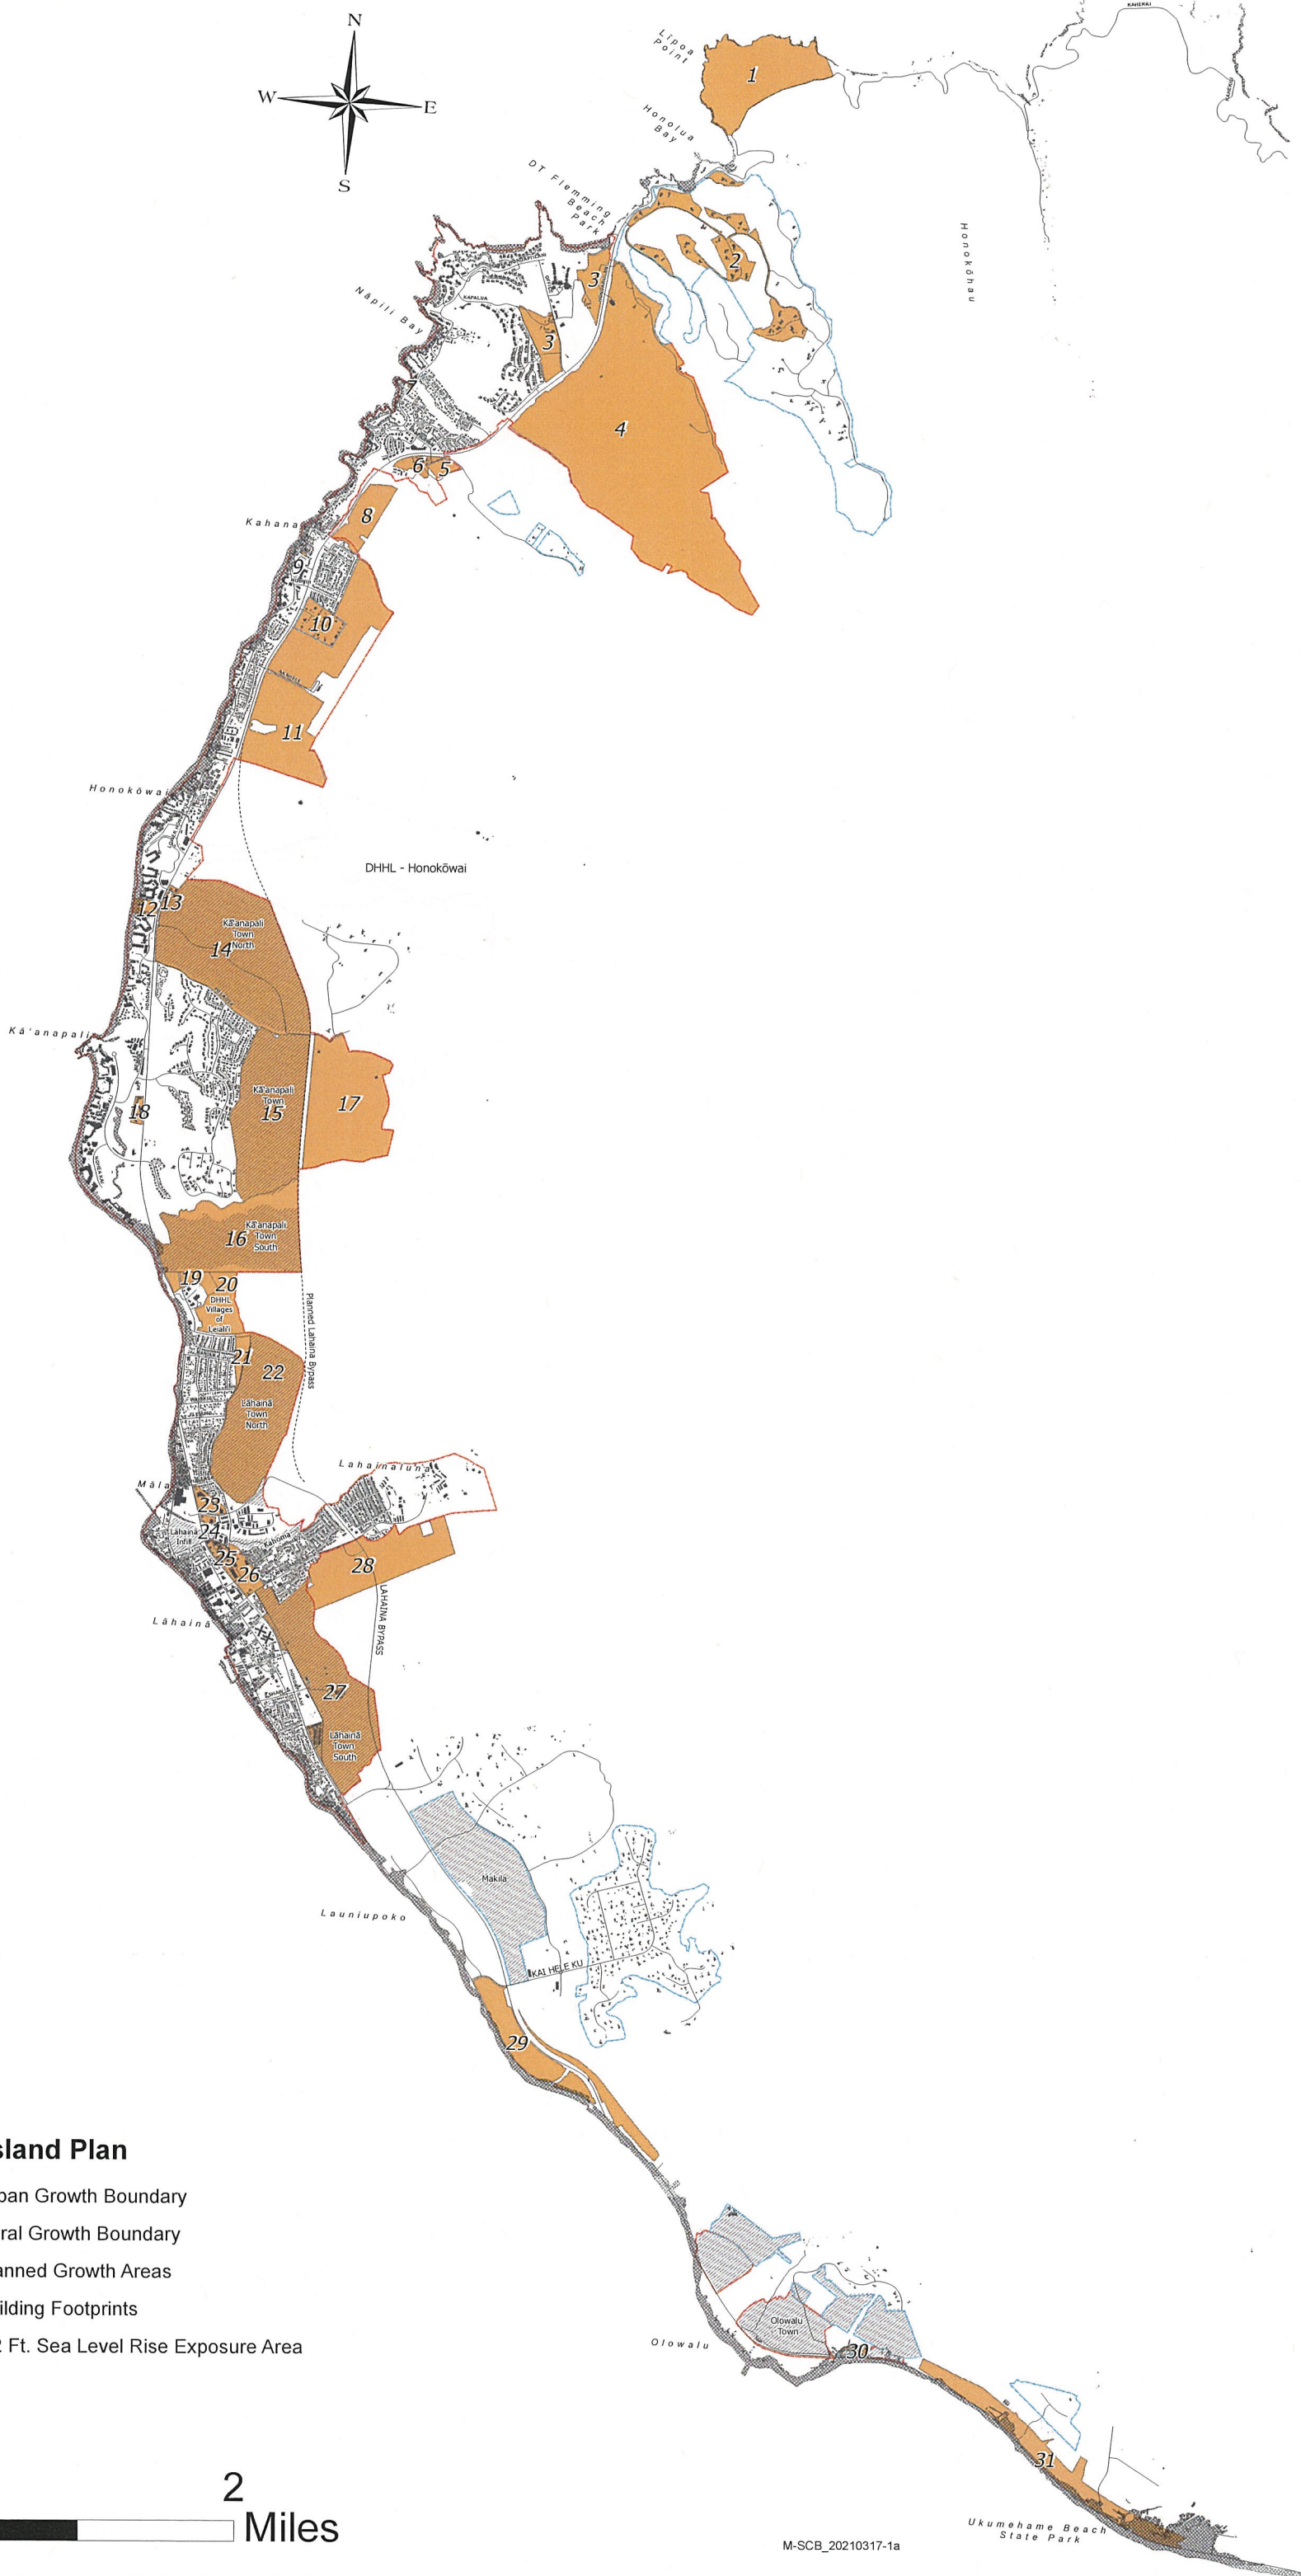 N
W
E
S
KAHEKILI
Līpoa
Point
1
Honolua
Bay
DT Flemming
Beach
Park
Honokōhau
2
3
KAPALUA
Nāpili Bay
3
7
4
6
5
8
Kahana
9
10
11
Honokōwai
DHHL - Honokōwai
12
13
Kā'anapali
Town
North
14
Kā'anapali
Kā'anapali
Town
15
17
18
Kā'anapali
Town
South
16
19
20
DHHL
Villages
of
Leiali'i
Planned Lahaina Bypass
21
22
Lāhainā
Town
North
Lahainaluna
Māla
23
24
Lāhainā
Infill
Kahoma
25
26
28
LAHAINA BYPASS
Lāhainā
27
Lāhainā
Town
South
Makila
Launiupoko
KAI HELE KU
29
sland Plan
ban Growth Boundary
ral Growth Boundary
anned Growth Areas
ilding Footprints
2 Ft. Sea Level Rise Exposure Area
Olowalu
Town
Olowalu
30
31
2
Miles
Ukumehame Beach
State Park
M-SCB_20210317-1a